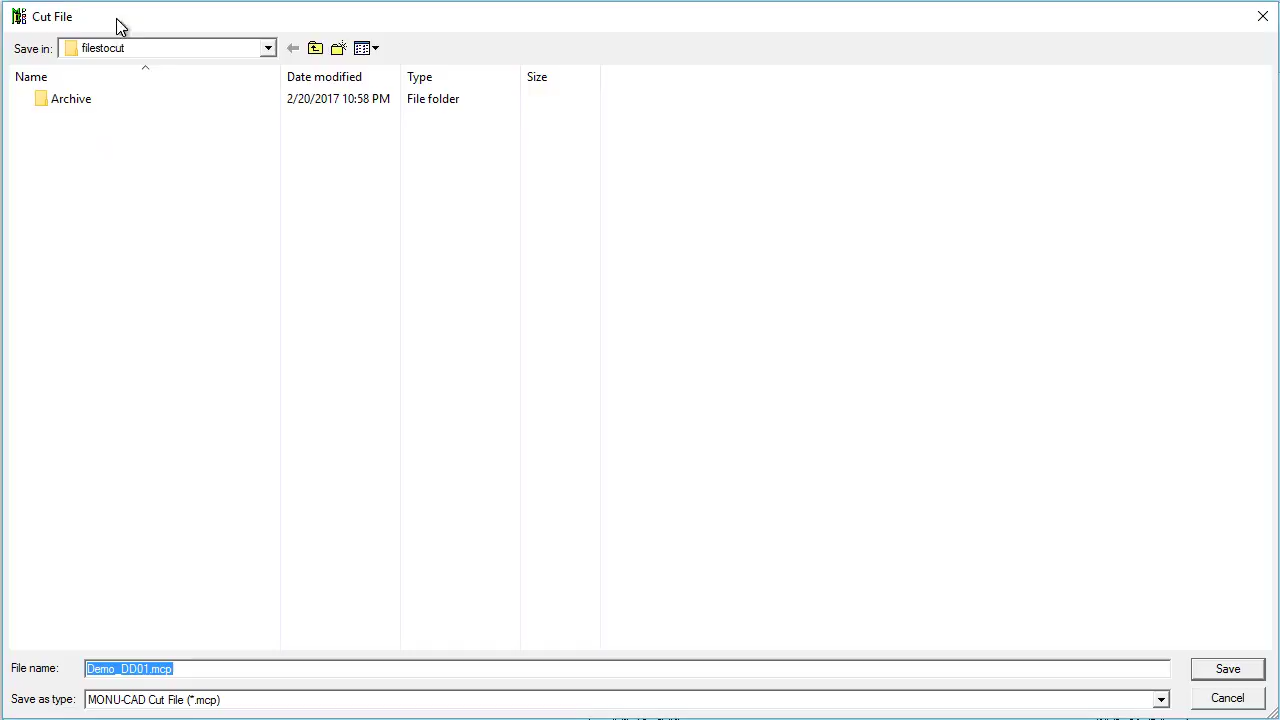 Cut File
Save in: filestocut
Name Date modified Type Size
Archive 2/20/2017 10:58 PM File folder
File name: Demo_DD01.mcp Save
Save as type: MONU-CAD Cut File (*.mcp) Cancel